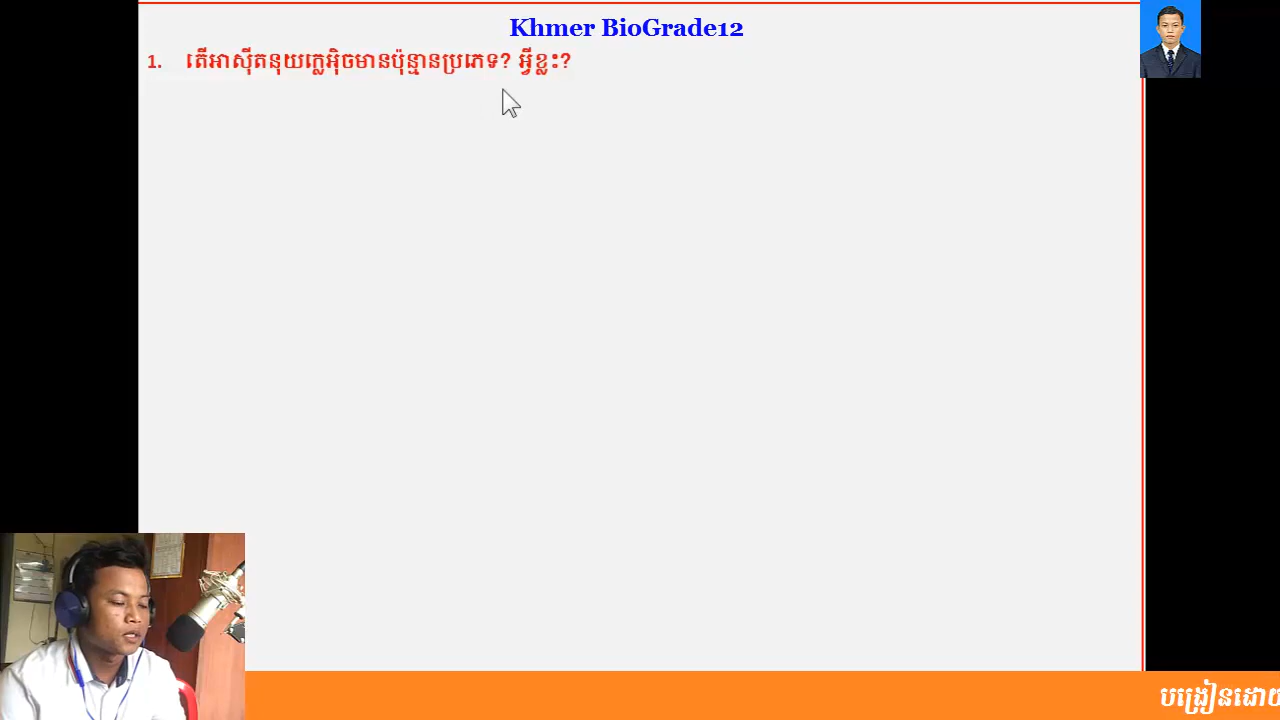 Khmer BioGrade12
1. តើអាស៊ីតនុយក្លេអ៊ិចមានប៉ុន្មានប្រភេទ? អ្វីខ្លះ?
បង្រៀនដោយ